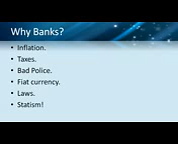 Why Banks?
• Inflation.
• Taxes.
• Bad Police.
• Fiat currency.
• Laws.
• Statism!